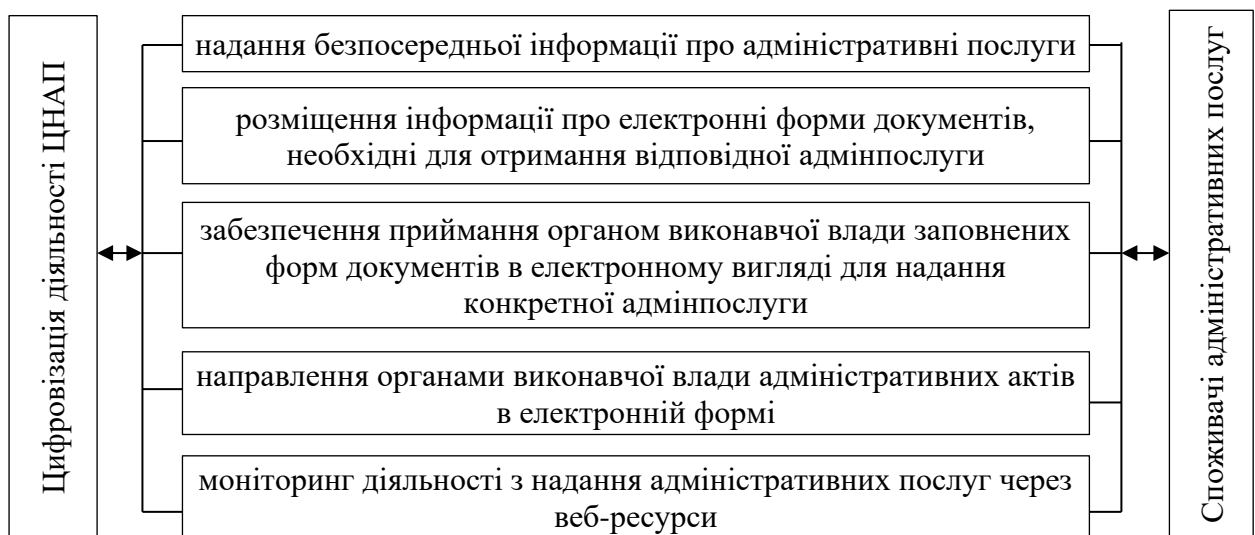 Цифровізація діяльності ЦНАП
надання безпосередньої інформації про адміністративні послуги
розміщення інформації про електронні форми документів,
необхідні для отримання відповідної адмінпослуги
забезпечення приймання органом виконавчої влади заповнених
форм документів в електронному вигляді для надання
конкретної адмінпослуги
направлення органами виконавчої влади адміністративних актів
в електронній формі
моніторинг діяльності з надання адміністративних послуг через
веб-ресурси
Споживачі адміністративних послуг